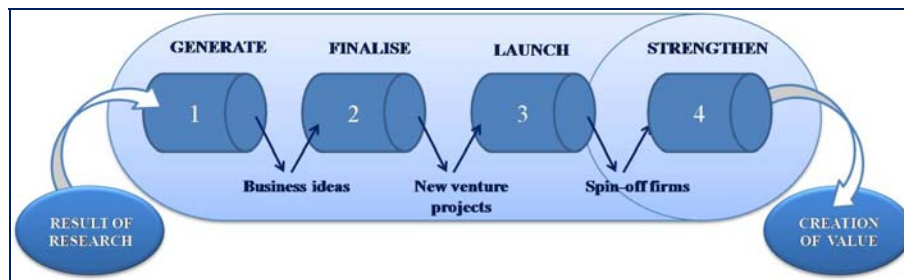 GENERATE FINALISE LAUNCH STRENGTHEN
1 2 3 4
Business ideas New venture Spin-off firms
projects
RESULT OF CREATION
RESEARCH OF VALUE